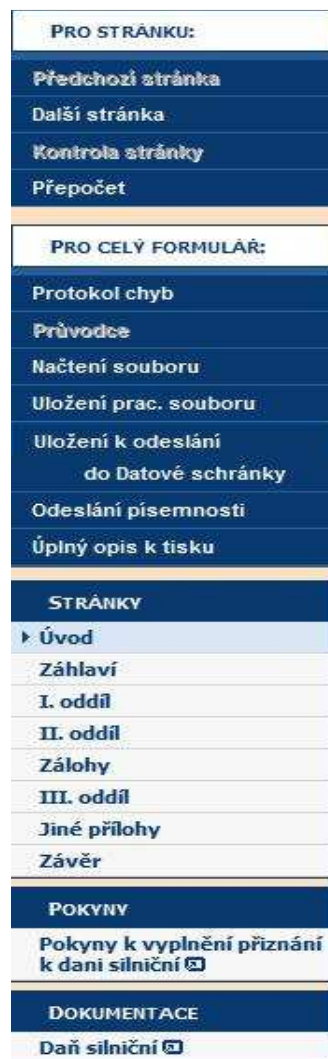 PRO STRÁNKU:
Předchozí stránka
Další stránka
Kontrola stránky
Přepočet
PRO CELÝ FORMULÁŘ:
Protokol chyb
Průvodce
Načtení souboru
Uložení prac. souboru
Uložení k odeslání
do Datové schránky
Odeslání písemnosti
Úplný opis k tisku
STRÁNKY
Úvod
Záhlaví
I. oddíl
II. oddíl
Zálohy
III. oddíl
Jiné přílohy
Závěr
POKYNY
Pokyny k vyplnění přiznání
k dani silniční
DOKUMENTACE
Daň silniční